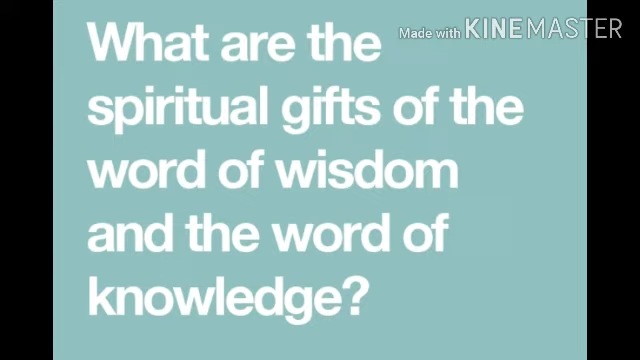 What are the
Made with KINEMASTER
spiritual gifts of the
word of wisdom
and the word of
knowledge?